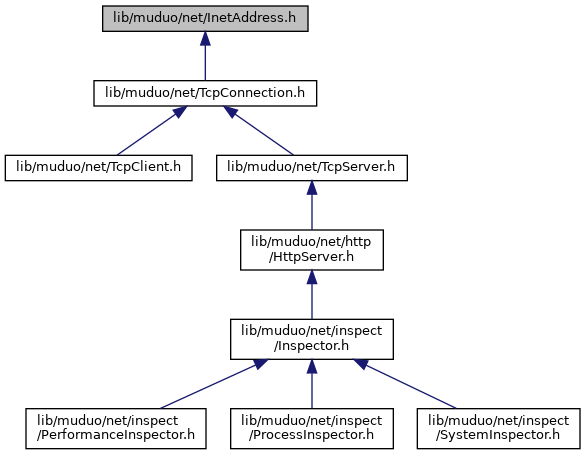 lib/muduo/net/InetAddress.h
lib/muduo/net/TcpConnection.h
lib/muduo/net/TcpClient.h
lib/muduo/net/TcpServer.h
lib/muduo/net/http
/HttpServer.h
lib/muduo/net/inspect
/Inspector.h
lib/muduo/net/inspect
/PerformanceInspector.h
lib/muduo/net/inspect
/ProcessInspector.h
lib/muduo/net/inspect
/SystemInspector.h